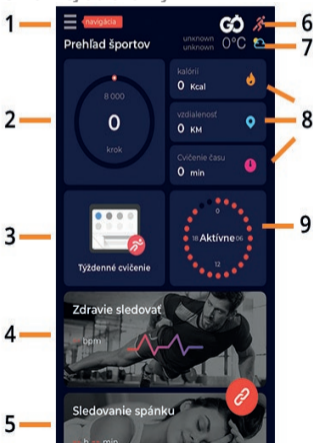 1
navigácia
GO
6
Prehľad športov
unknown
unknown
0°C
7
2
8 000
0
krok
kalórií
0 Kcal
vzdialenosť
0 KM
8
Cvičenie času
0 min
3
Týždenné cvičenie
0
18 Aktívne 06
12
9
4
Zdravie sledovať
-- bpm
5
Sledovanie spánku
-- h -- min